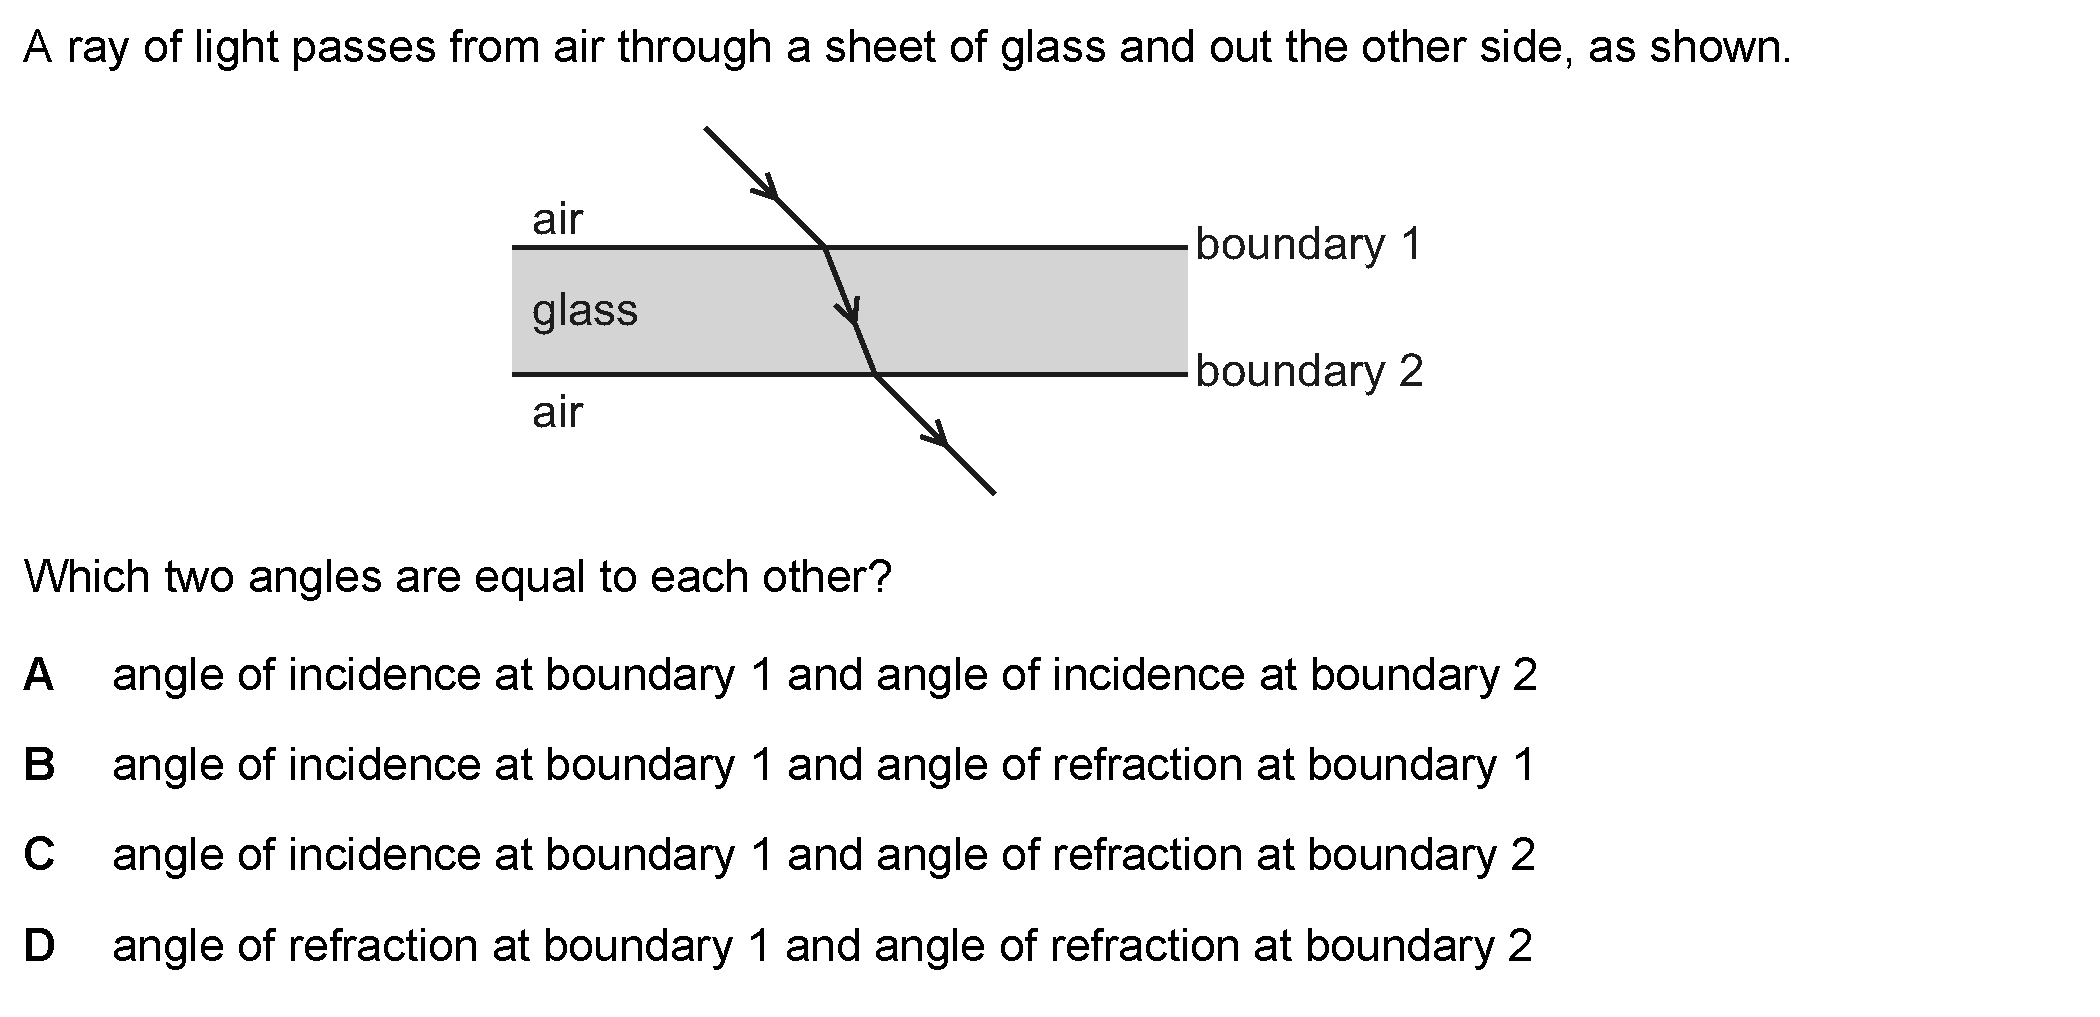 A ray of light passes from air through a sheet of glass and out the other side, as shown.
air
boundary 1
glass
boundary 2
air
Which two angles are equal to each other?
A angle of incidence at boundary 1 and angle of incidence at boundary 2
B angle of incidence at boundary 1 and angle of refraction at boundary 1
C angle of incidence at boundary 1 and angle of refraction at boundary 2
D angle of refraction at boundary 1 and angle of refraction at boundary 2